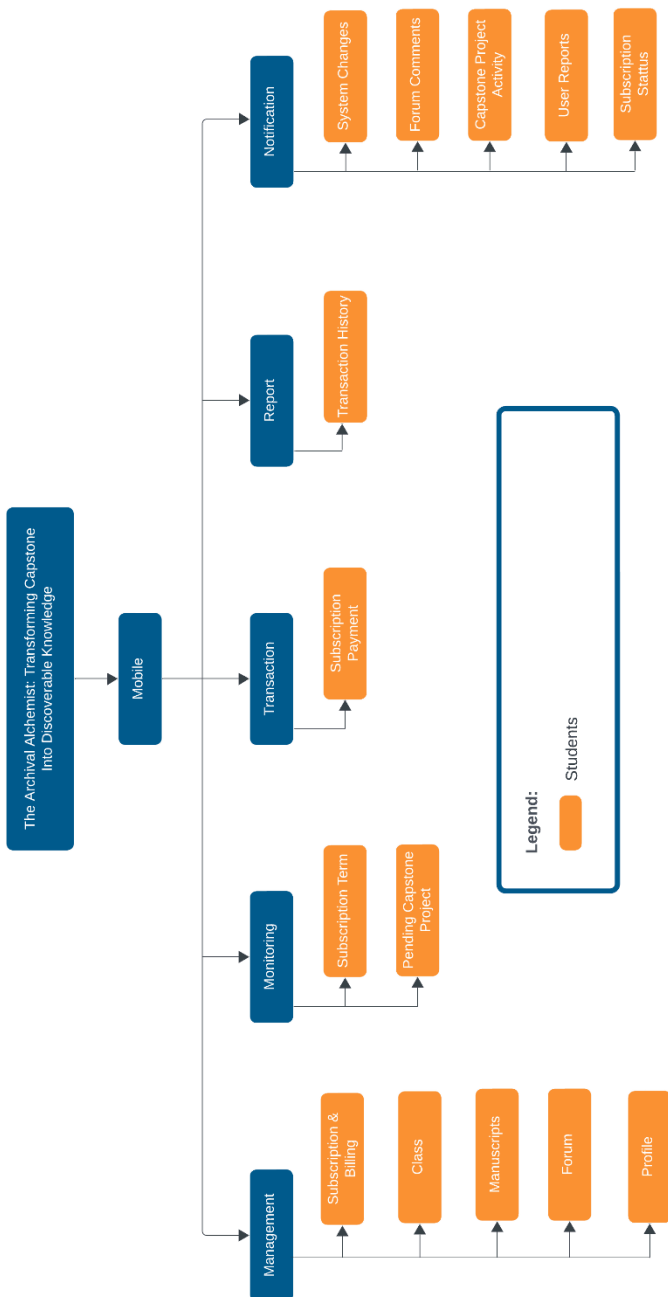 The Archival Alchemist: Transforming Capstone
Into Discoverable Knowledge
Mobile
Management
Monitoring
Transaction
Report
Notification
Subscription &
Billing
Class
Manuscripts
Forum
Profile
Subscription Term
Pending Capstone
Project
Subscription
Payment
Transaction History
System Changes
Forum Comments
Capstone Project
Activity
User Reports
Subscription
Stattus
Legend:
Students